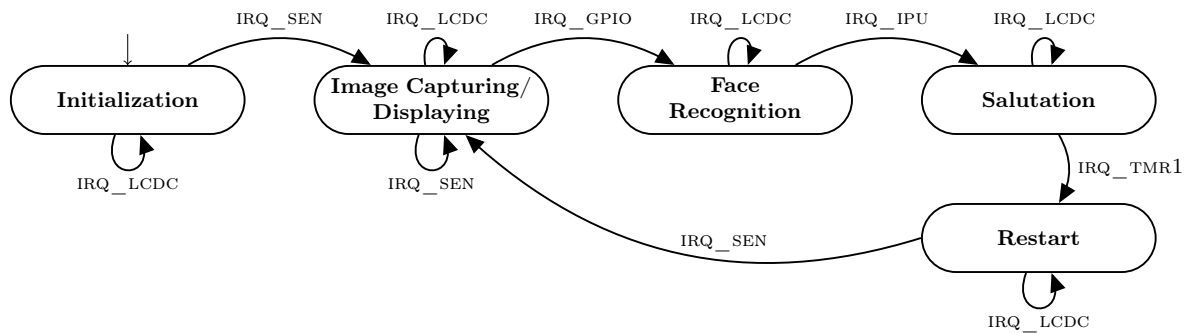 IRQ_SEN
IRQ_LCDC
IRQ_GPIO
IRQ_LCDC
IRQ_IPU
IRQ_LCDC
Initialization
Image Capturing/
Displaying
Face
Recognition
Salutation
IRQ_LCDC
IRQ_SEN
IRQ_TMR1
IRQ_SEN
Restart
IRQ_LCDC